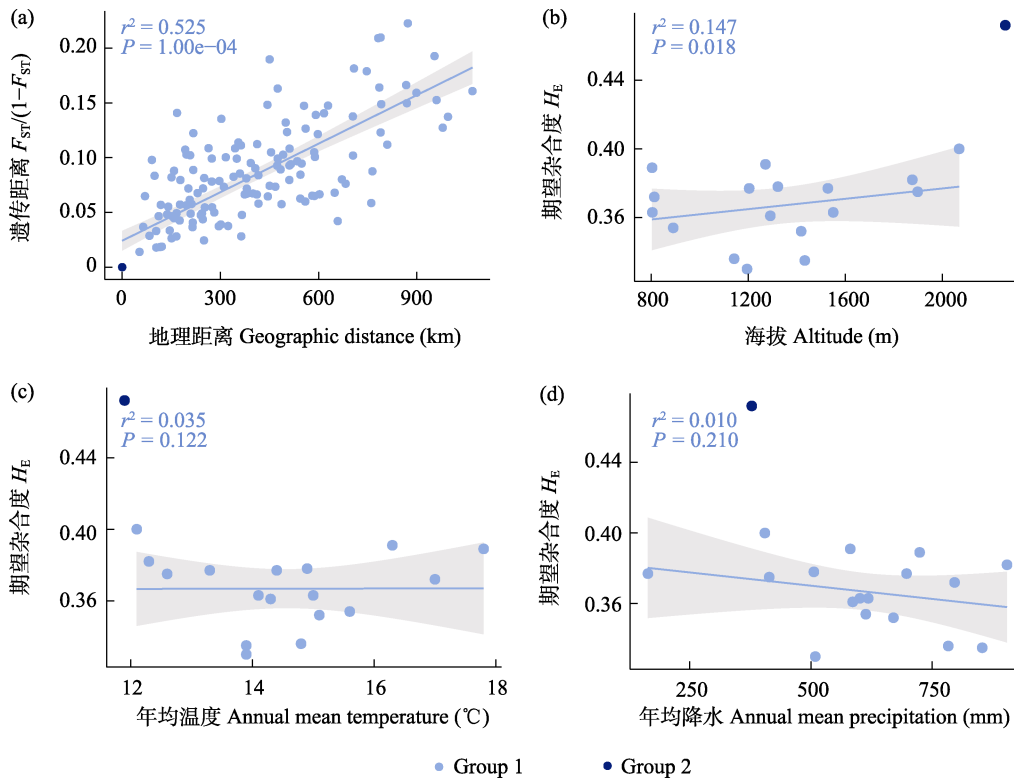 (a)
r² = 0.525
P = 1.00e−04
遗传距离 F_ST/(1−F_ST)
0.20
0.15
0.10
0.05
0
0 300 600 900
地理距离 Geographic distance (km)
(b)
r² = 0.147
P = 0.018
期望杂合度 H_E
0.44
0.40
0.36
800 1200 1600 2000
海拔 Altitude (m)
(c)
r² = 0.035
P = 0.122
期望杂合度 H_E
0.44
0.40
0.36
12 14 16 18
年均温度 Annual mean temperature (℃)
(d)
r² = 0.010
P = 0.210
期望杂合度 H_E
0.44
0.40
0.36
250 500 750
年均降水 Annual mean precipitation (mm)
Group 1 Group 2